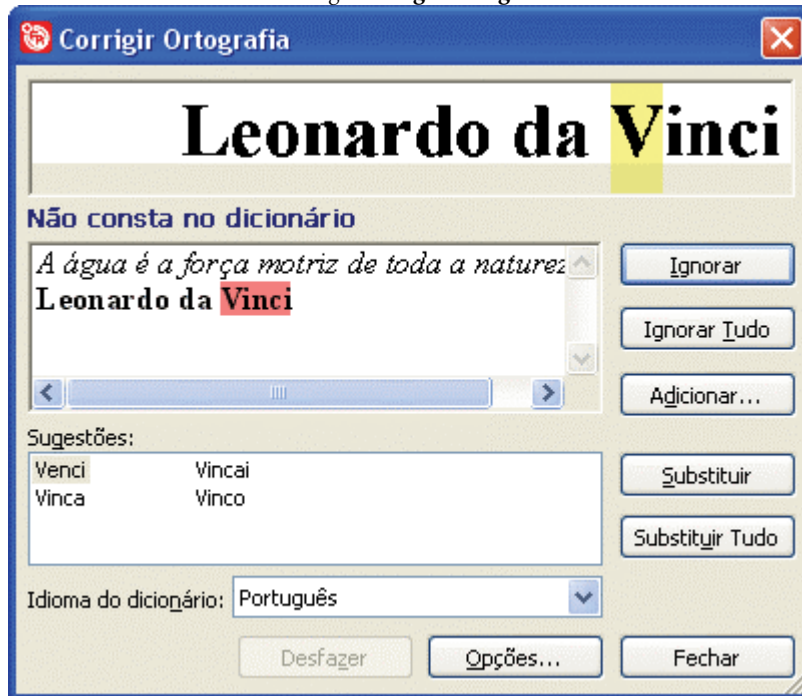 Corrigir Ortografia
Leonardo da Vinci
Não consta no dicionário
A água é a força motriz de toda a naturez
Leonardo da Vinci
Ignorar
Ignorar Tudo
Adicionar...
Sugestões:
Venci Vincai
Vinca Vinco
Substituir
Substituir Tudo
Idioma do dicionário: Português
Desfazer Opções... Fechar